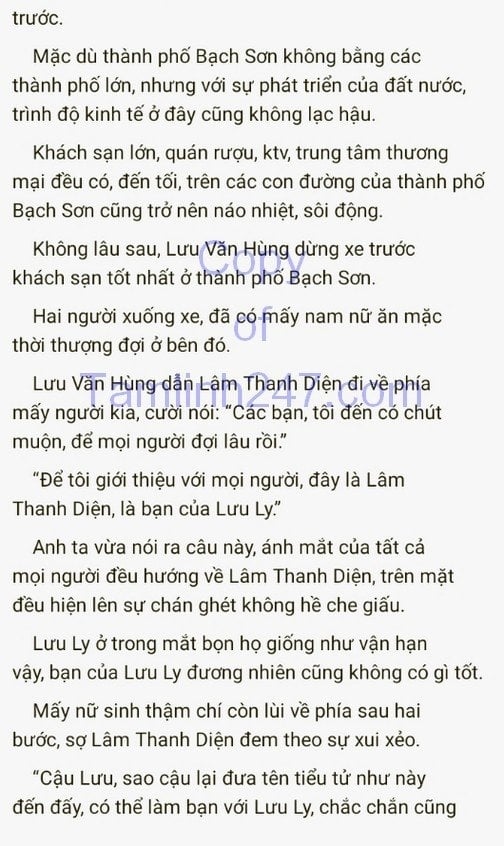 trước.
Mặc dù thành phố Bạch Sơn không bằng các
thành phố lớn, nhưng với sự phát triển của đất nước,
trình độ kinh tế ở đây cũng không lạc hậu.
Khách sạn lớn, quán rượu, ktv, trung tâm thương
mại đều có, đến tối, trên các con đường của thành phố
Bạch Sơn cũng trở nên náo nhiệt, sôi động.
Không lâu sau, Lưu Văn Hùng dừng xe trước
khách sạn tốt nhất ở thành phố Bạch Sơn.
Copy
Hai người xuống xe, đã có mấy nam nữ ăn mặc
of
thời thượng đợi ở bên đó.
Lưu Văn Hùng dẫn Lâm Thanh Diện đi về phía
Tamlinh247.com
mấy người kia, cười nói: “Các bạn, tôi đến có chút
muộn, để mọi người đợi lâu rồi.”
“Để tôi giới thiệu với mọi người, đây là Lâm
Thanh Diện, là bạn của Lưu Ly.”
Anh ta vừa nói ra câu này, ánh mắt của tất cả
mọi người đều hướng về Lâm Thanh Diện, trên mặt
đều hiện lên sự chán ghét không hề che giấu.
Lưu Ly ở trong mắt bọn họ giống như vận hạn
vậy, bạn của Lưu Ly đương nhiên cũng không có gì tốt.
Mấy nữ sinh thậm chí còn lùi về phía sau hai
bước, sợ Lâm Thanh Diện đem theo sự xui xẻo.
“Cậu Lưu, sao cậu lại đưa tên tiểu tử như này
đến đấy, có thể làm bạn với Lưu Ly, chắc chắn cũng